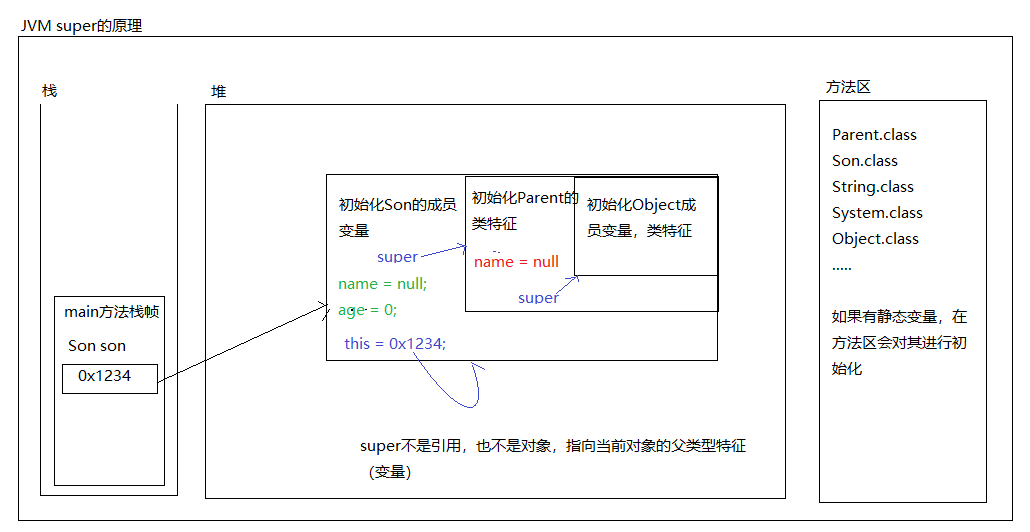 JVM super的原理
栈
堆
方法区
main方法栈帧
Son son
0x1234
初始化Son的成员
变量
super
name = null;
age = 0;
this = 0x1234;
初始化Parent的
类特征
name = null
super
初始化Object成
员变量，类特征
super不是引用，也不是对象，指向当前对象的父类型特征
（变量）
Parent.class
Son.class
String.class
System.class
Object.class
.....
如果有静态变量，在
方法区会对其进行初
始化